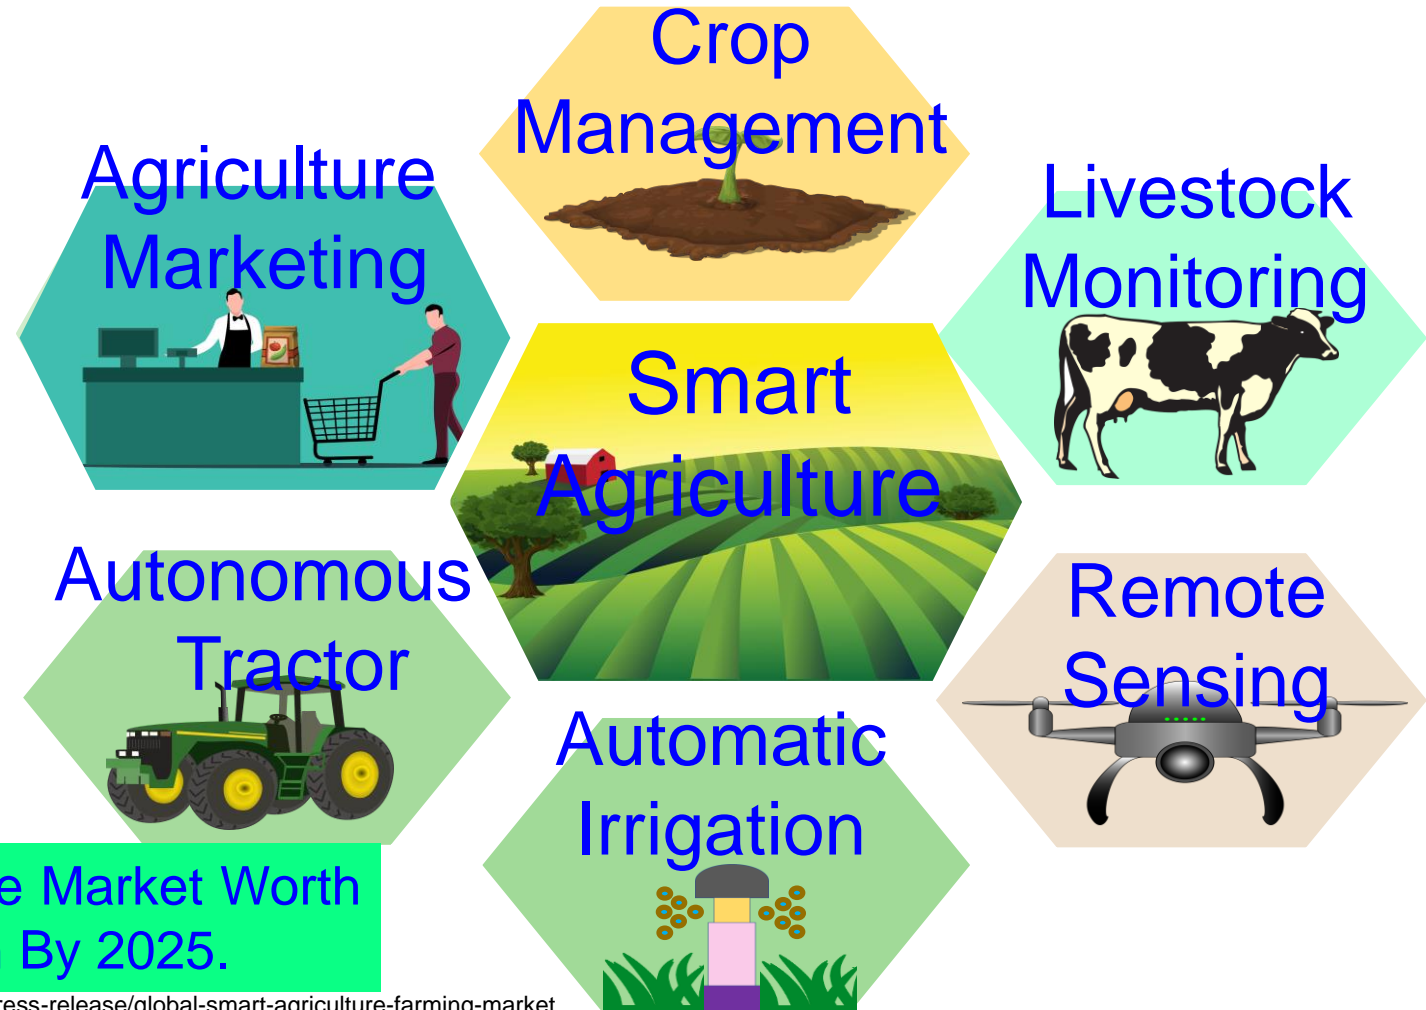 Crop
Management
Agriculture
Marketing
Livestock
Monitoring
Smart
Agriculture
Autonomous
Tractor
Remote
Sensing
Automatic
Irrigation
Market Worth
By 2025.
ress-release/global-smart-agriculture-farming-market